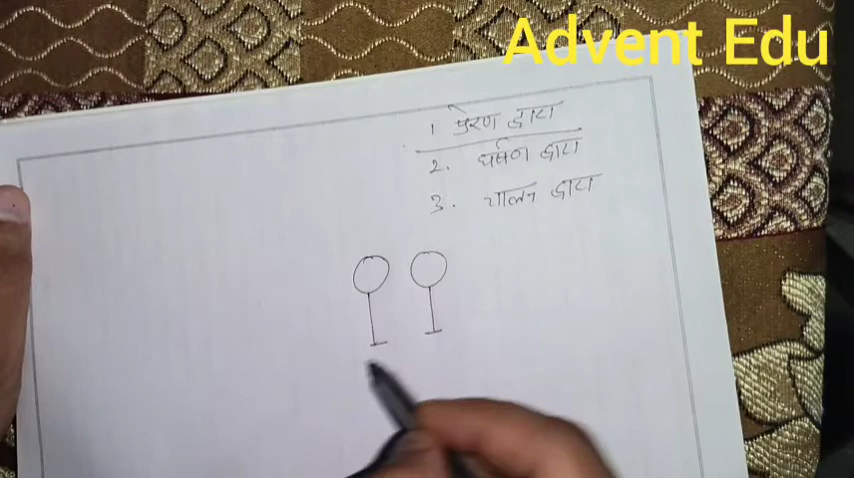 Advent Edu
1 प्रेरण द्वारा
2. घर्षण द्वारा
3. चालन द्वारा